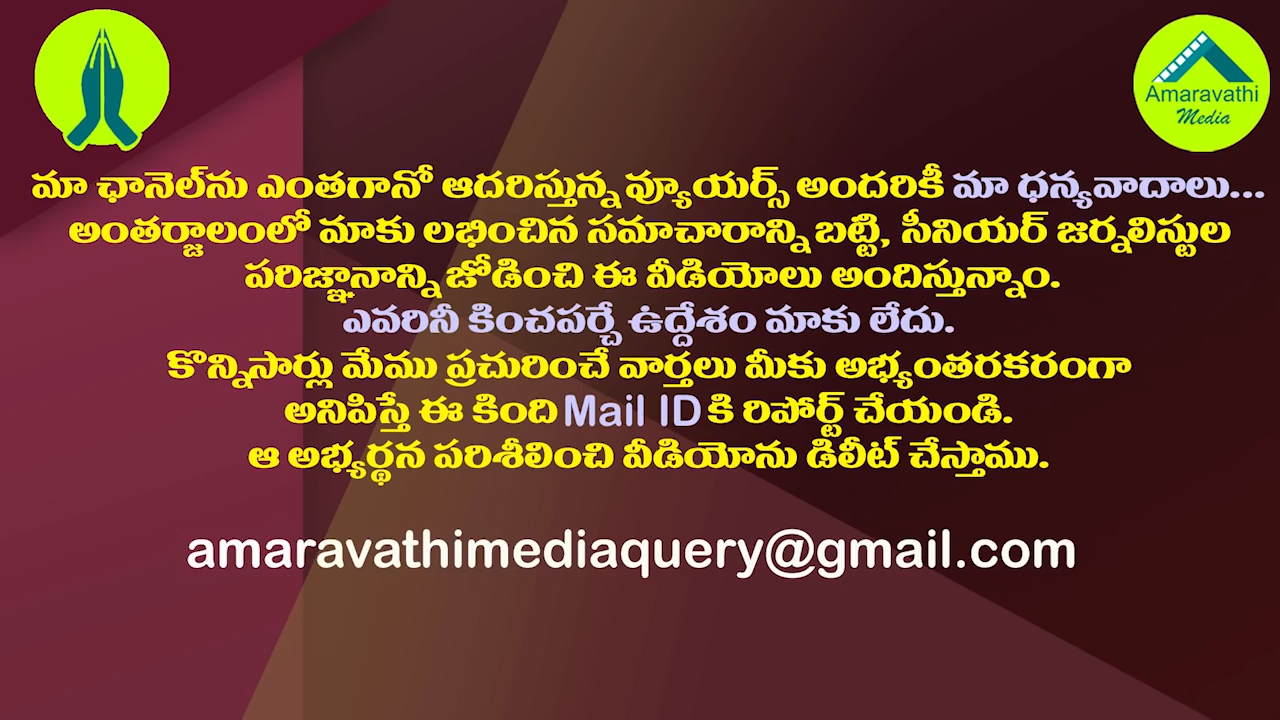 Amaravathi
Media
మా ఛానెల్‌ను ఎంతగానో ఆదరిస్తున్న వ్యూయర్స్ అందరికీ మా ధన్యవాదాలు...
అంతర్జాలంలో మాకు లభించిన సమాచారాన్ని బట్టి, సీనియర్ జర్నలిస్టుల
పరిజ్ఞానాన్ని జోడించి ఈ వీడియోలు అందిస్తున్నాం.
ఎవరినీ కించపర్చే ఉద్దేశం మాకు లేదు.
కొన్నిసార్లు మేము ప్రచురించే వార్తలు మీకు అభ్యంతరకరంగా
అనిపిస్తే ఈ కింది Mail ID కి రిపోర్ట్ చేయండి.
ఆ అభ్యర్థన పరిశీలించి వీడియోను డిలీట్ చేస్తాము.
amaravathimediaquery@gmail.com